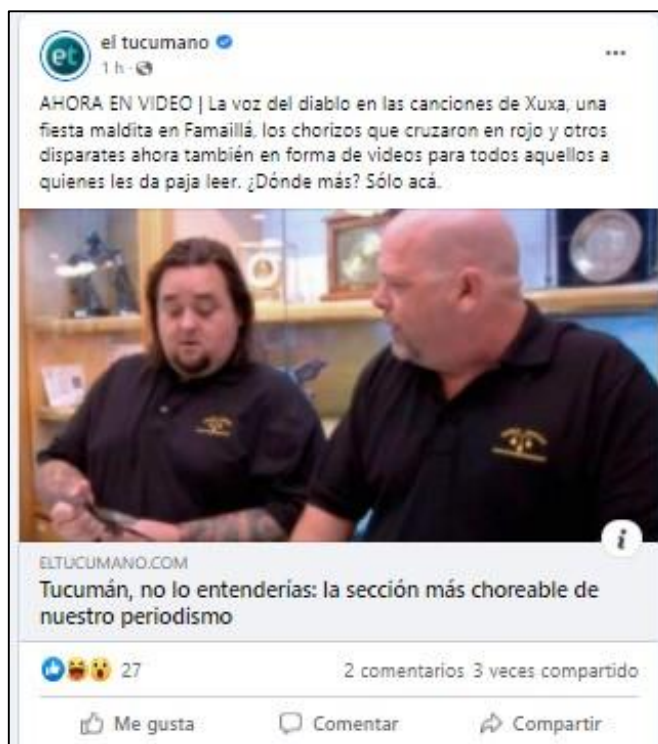 et
el tucumano
1 h
AHORA EN VIDEO | La voz del diablo en las canciones de Xuxa, una
fiesta maldita en Famaillá, los chorizos que cruzaron en rojo y otros
disparates ahora también en forma de videos para todos aquellos a
quienes les da paja leer. ¿Dónde más? Sólo acá.
i
ELTUCUMANO.COM
Tucumán, no lo entenderías: la sección más choreable de
nuestro periodismo
27
2 comentarios 3 veces compartido
Me gusta
Comentar
Compartir